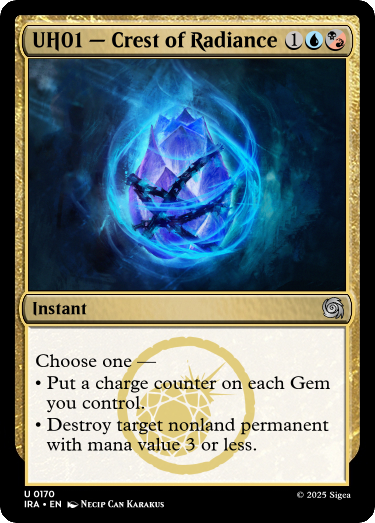 UH01 — Crest of Radiance 1
Instant
Choose one —
• Put a charge counter on each Gem
you control.
• Destroy target nonland permanent
with mana value 3 or less.
U 0170
IRA • EN Necip Can Karakus
© 2025 Sigea